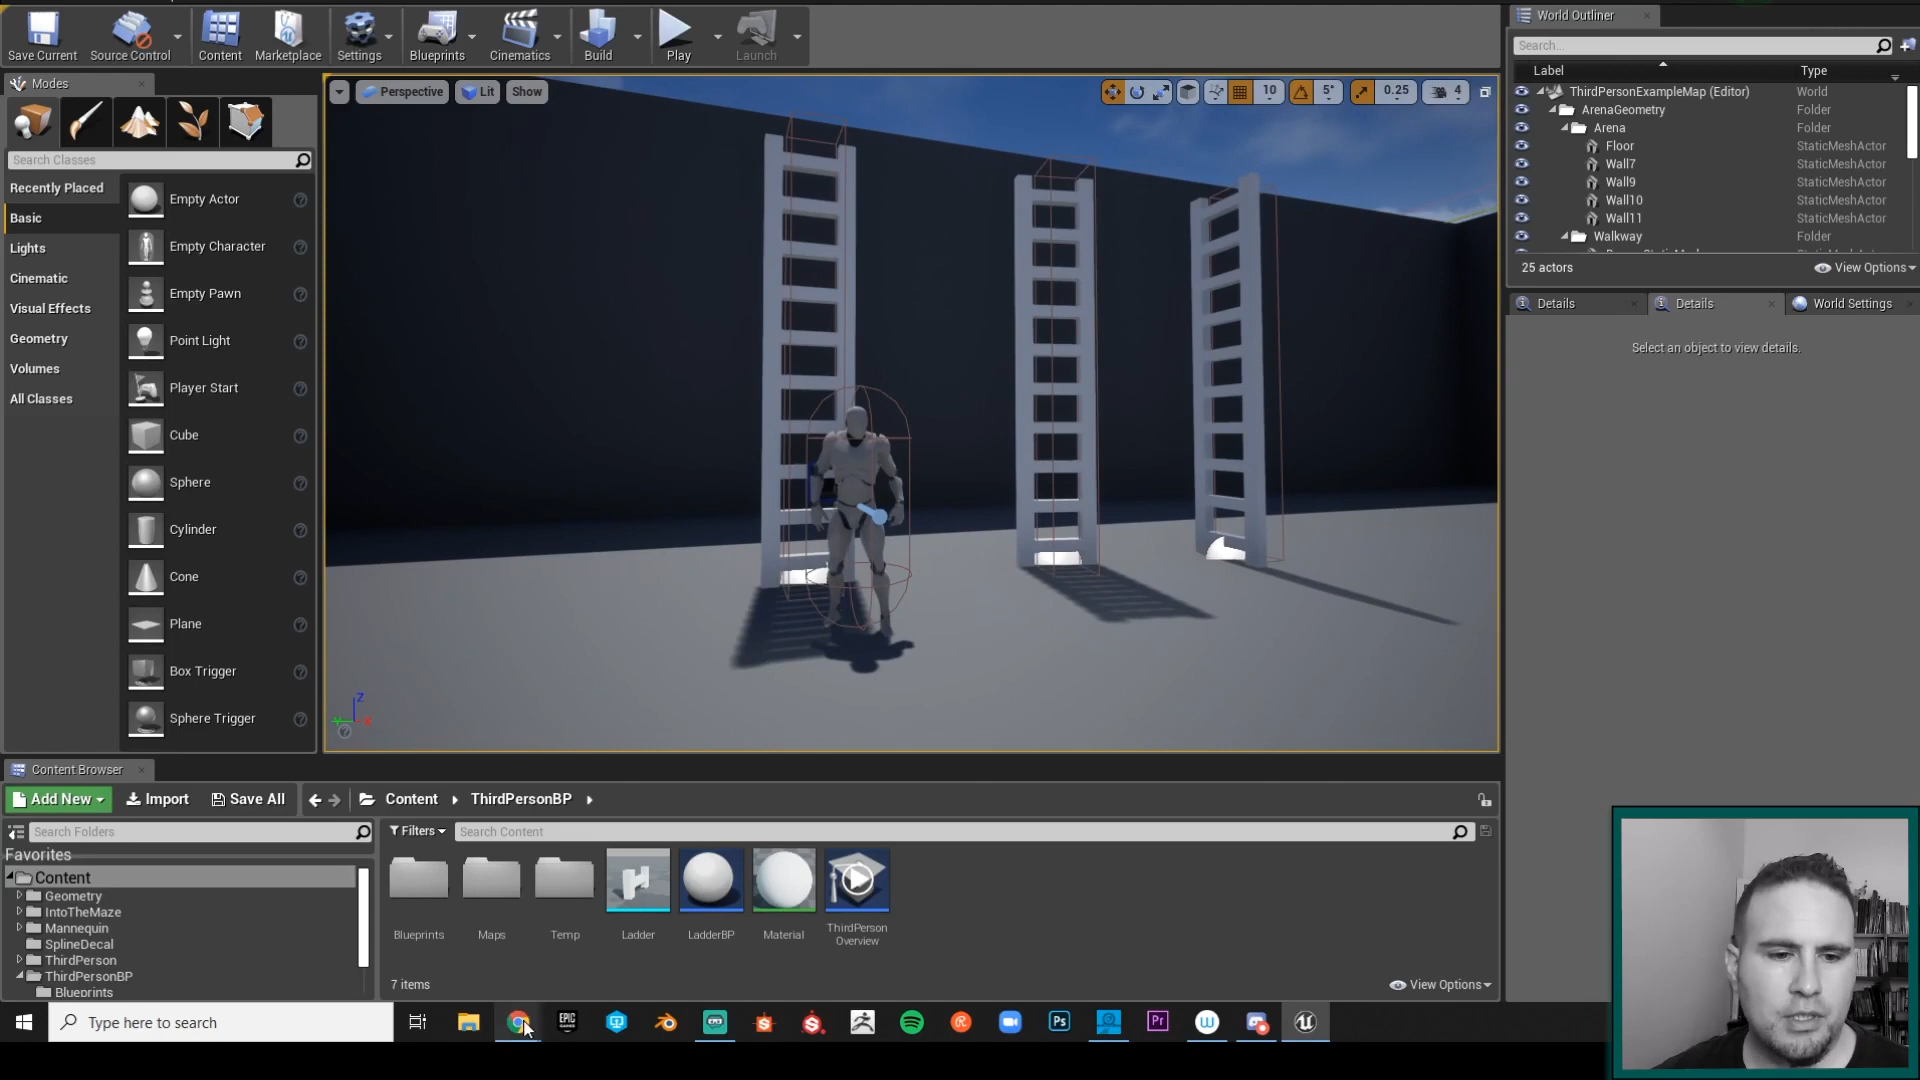 Save Current
Source Control
Content
Marketplace
Settings
Blueprints
Cinematics
Build
Play
Launch
Modes
Search Classes
Recently Placed
Basic
Lights
Cinematic
Visual Effects
Geometry
Volumes
All Classes
Empty Actor
Empty Character
Empty Pawn
Point Light
Player Start
Cube
Sphere
Cylinder
Cone
Plane
Box Trigger
Sphere Trigger
Perspective
Lit
Show
10
5°
0.25
4
Z
X
World Outliner
Search...
Label
Type
ThirdPersonExampleMap (Editor) World
ArenaGeometry Folder
Arena Folder
Floor StaticMeshActor
Wall7 StaticMeshActor
Wall9 StaticMeshActor
Wall10 StaticMeshActor
Wall11 StaticMeshActor
Walkway Folder
25 actors
View Options
Details
Details
World Settings
Select an object to view details.
Content Browser
Add New
Import
Save All
Content
ThirdPersonBP
Search Folders
Favorites
Content
Geometry
IntoTheMaze
Mannequin
SplineDecal
ThirdPerson
ThirdPersonBP
Blueprints
Filters
Search Content
Blueprints
Maps
Temp
Ladder
LadderBP
Material
ThirdPerson
Overview
7 items
View Options
Type here to search
EPIC
GAMES
Ps
Pr